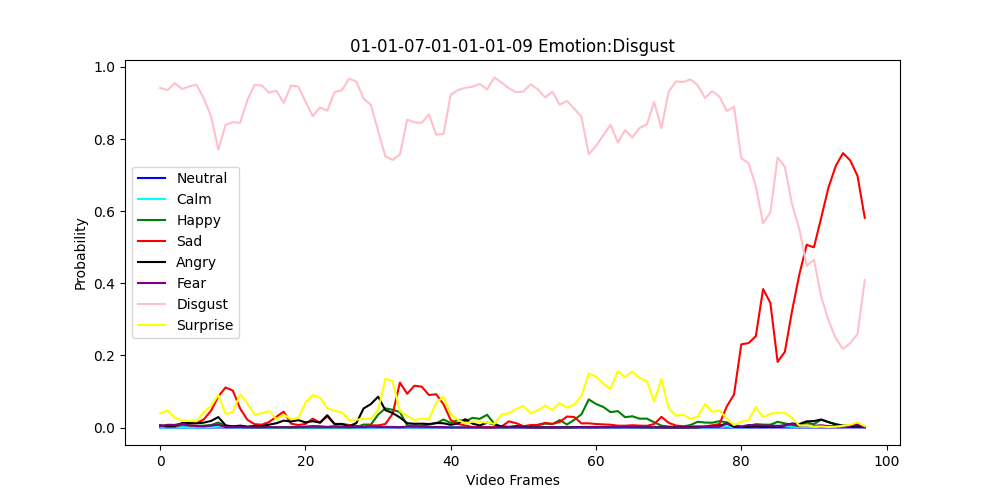 01-01-07-01-01-01-09 Emotion:Disgust
1.0
0.8
0.6
0.4
0.2
0.0
Probability
Neutral
Calm
Happy
Sad
Angry
Fear
Disgust
Surprise
0 20 40 60 80 100
Video Frames